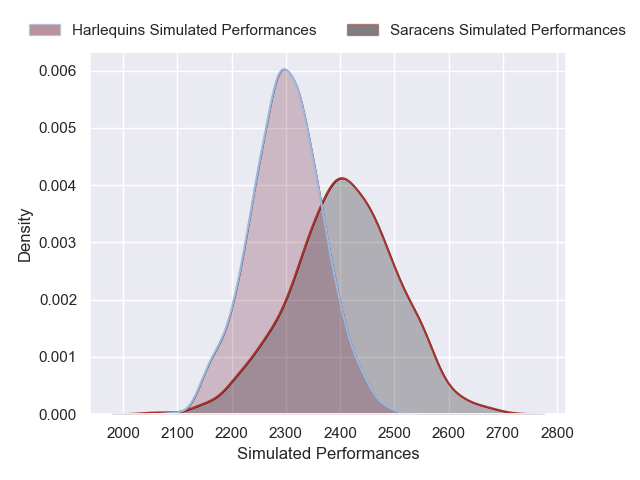 Harlequins Simulated Performances Saracens Simulated Performances
0.006
0.005
0.004
0.003
0.002
0.001
0.000
Density
2000 2100 2200 2300 2400 2500 2600 2700 2800
Simulated Performances